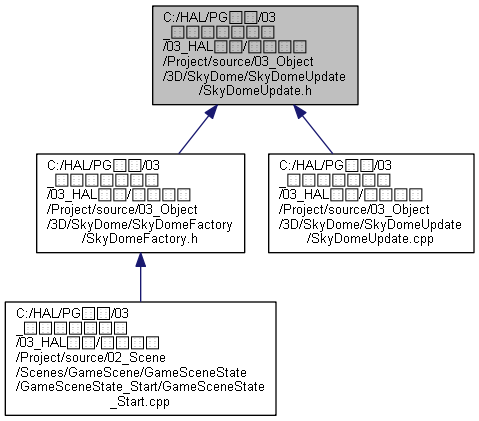 C:/HAL/PG□□/03
_□□□□□□□
/03_HAL□□/□□□□
/Project/source/03_Object
/3D/SkyDome/SkyDomeUpdate
/SkyDomeUpdate.h
C:/HAL/PG□□/03
_□□□□□□□
/03_HAL□□/□□□□
/Project/source/03_Object
/3D/SkyDome/SkyDomeFactory
/SkyDomeFactory.h
C:/HAL/PG□□/03
_□□□□□□□
/03_HAL□□/□□□□
/Project/source/03_Object
/3D/SkyDome/SkyDomeUpdate
/SkyDomeUpdate.cpp
C:/HAL/PG□□/03
_□□□□□□□
/03_HAL□□/□□□□
/Project/source/02_Scene
/Scenes/GameScene/GameSceneState
/GameSceneState_Start/GameSceneState
_Start.cpp